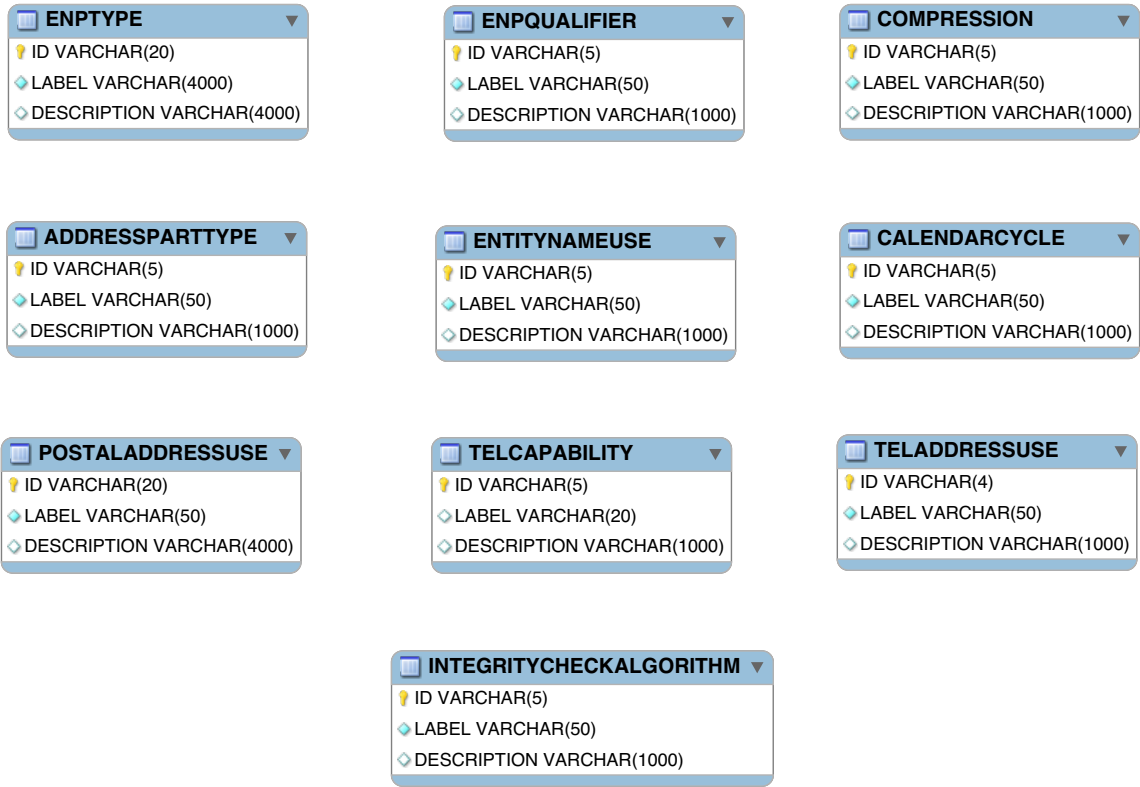 ENPTYPE
ID VARCHAR(20)
LABEL VARCHAR(4000)
DESCRIPTION VARCHAR(4000)
ENPQUALIFIER
ID VARCHAR(5)
LABEL VARCHAR(50)
DESCRIPTION VARCHAR(1000)
COMPRESSION
ID VARCHAR(5)
LABEL VARCHAR(50)
DESCRIPTION VARCHAR(1000)
ADDRESSPARTTYPE
ID VARCHAR(5)
LABEL VARCHAR(50)
DESCRIPTION VARCHAR(1000)
ENTITYNAMEUSE
ID VARCHAR(5)
LABEL VARCHAR(50)
DESCRIPTION VARCHAR(1000)
CALENDARCYCLE
ID VARCHAR(5)
LABEL VARCHAR(50)
DESCRIPTION VARCHAR(1000)
POSTALADDRESSUSE
ID VARCHAR(20)
LABEL VARCHAR(50)
DESCRIPTION VARCHAR(4000)
TELCAPABILITY
ID VARCHAR(5)
LABEL VARCHAR(20)
DESCRIPTION VARCHAR(1000)
TELADDRESSUSE
ID VARCHAR(4)
LABEL VARCHAR(50)
DESCRIPTION VARCHAR(1000)
INTEGRITYCHECKALGORITHM
ID VARCHAR(5)
LABEL VARCHAR(50)
DESCRIPTION VARCHAR(1000)